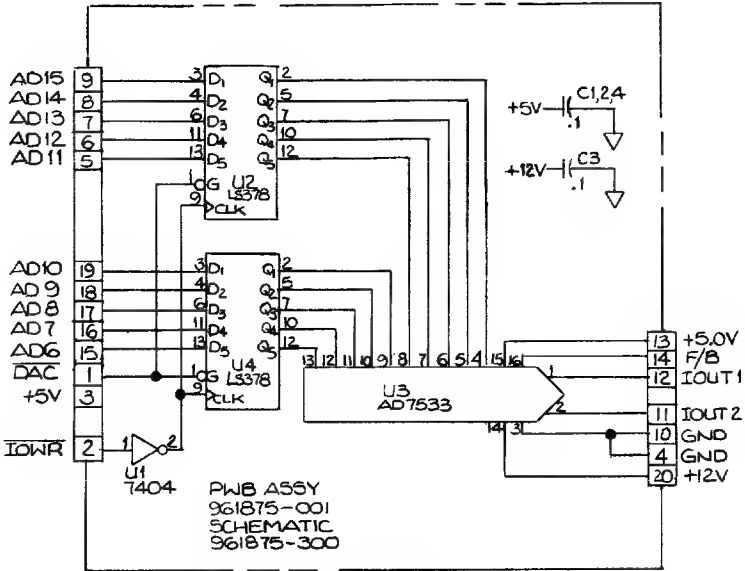 AD15 9 3 D1 Q1 2
AD14 8 4 D2 Q2 5
AD13 7 6 D3 Q3 7
AD12 6 11 D4 Q4 10
AD11 5 13 D5 Q5 12
1 G U2
LS378
9 CLK
+5V C1,2,4
.1
+12V C3
.1
AD10 19 3 D1 Q1 2
AD9 18 4 D2 Q2 5
AD8 17 6 D3 Q3 7
AD7 16 11 D4 Q4 10
AD6 15 13 D5 Q5 12
DAC 1 1 G U4
LS378
+5V 3 9 CLK
IOWR 2 1 2
U1
7404
13 12 11 10 9 8 7 6 5 4 15 16
U3
AD7533
1
2
14 3
13 +5.0V
14 F/B
12 IOUT1
11 IOUT2
10 GND
4 GND
20 +12V
PWB ASSY
961875-001
SCHEMATIC
961875-300